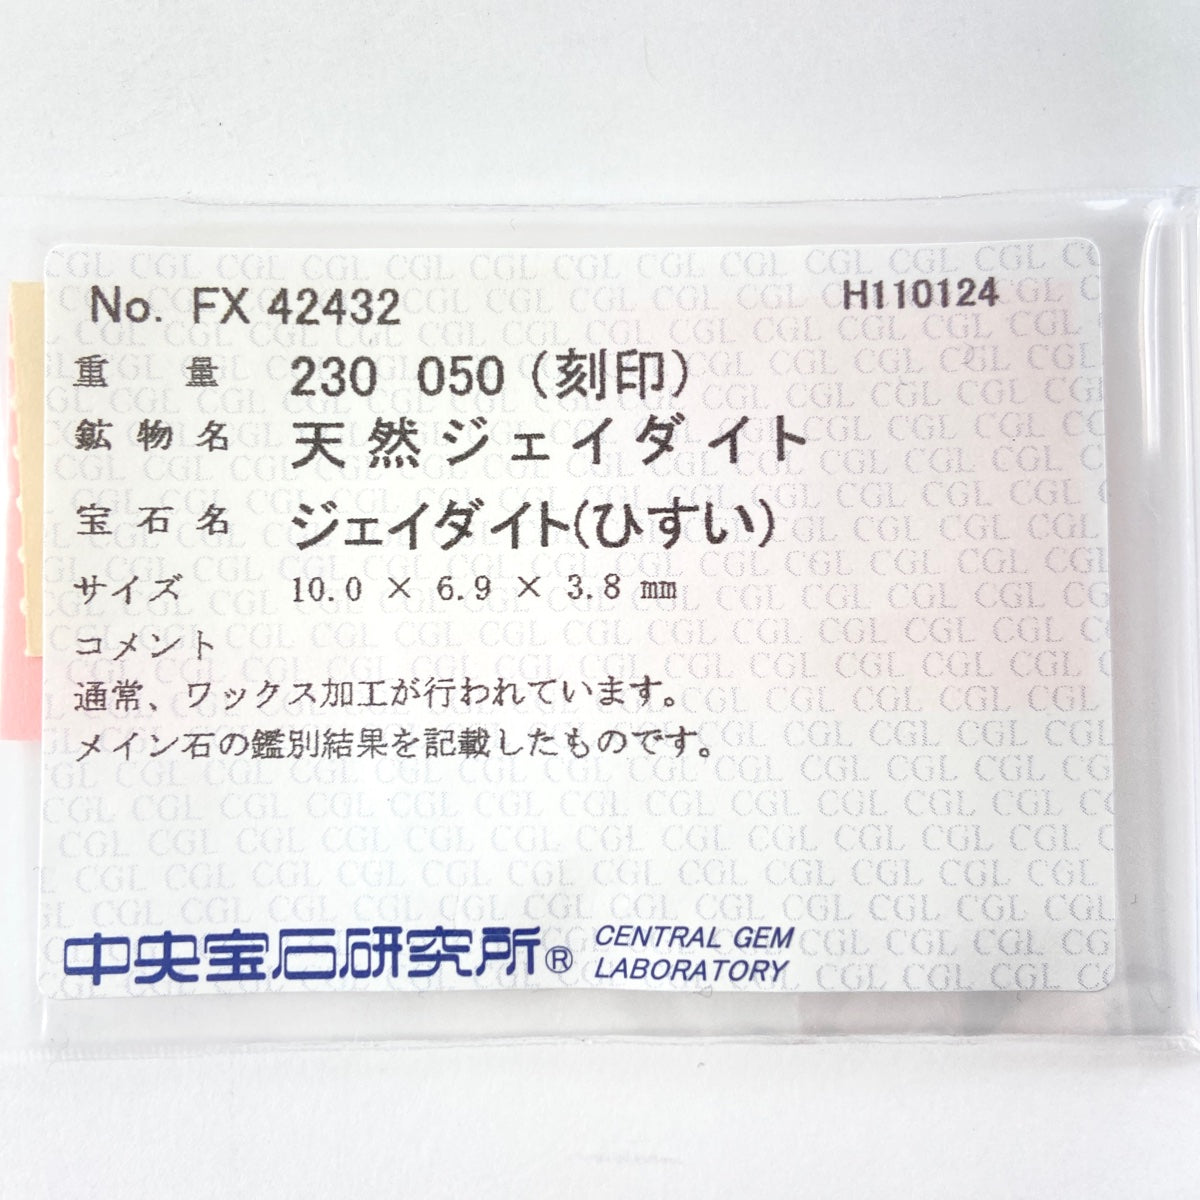 No. FX 42432 H110124
重量 230 050 (刻印)
鉱物名 天然ジェイダイト
宝石名 ジェイダイト(ひすい)
サイズ 10.0 × 6.9 × 3.8 mm
コメント
通常、ワックス加工が行われています。
メイン石の鑑別結果を記載したものです。
中央宝石研究所® CENTRAL GEM
LABORATORY